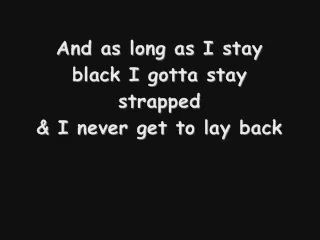 And as long as I stay
black I gotta stay
strapped
& I never get to lay back